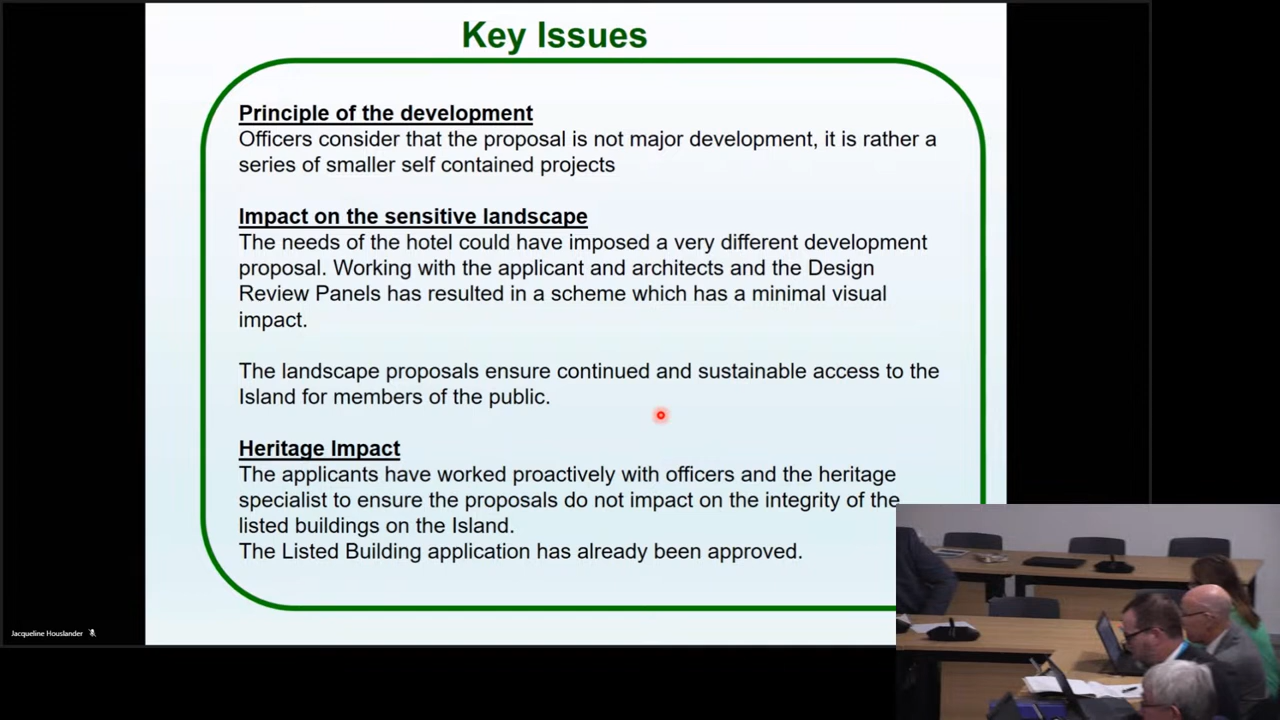 Key Issues
Principle of the development
Officers consider that the proposal is not major development, it is rather a
series of smaller self contained projects
Impact on the sensitive landscape
The needs of the hotel could have imposed a very different development
proposal. Working with the applicant and architects and the Design
Review Panels has resulted in a scheme which has a minimal visual
impact.
The landscape proposals ensure continued and sustainable access to the
Island for members of the public.
Heritage Impact
The applicants have worked proactively with officers and the heritage
specialist to ensure the proposals do not impact on the integrity of the
listed buildings on the Island.
The Listed Building application has already been approved.
Jacqueline Houslander